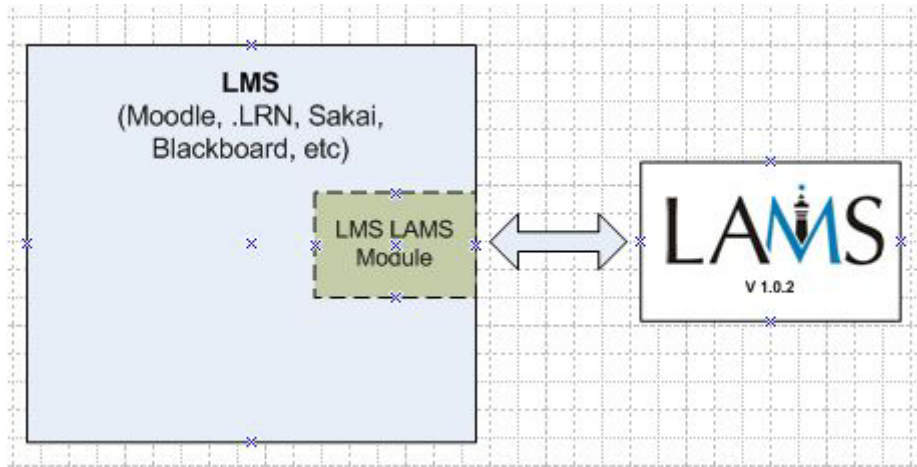 LMS
(Moodle, .LRN, Sakai,
Blackboard, etc)
LMS LAMS
Module
LAMS
V 1.0.2